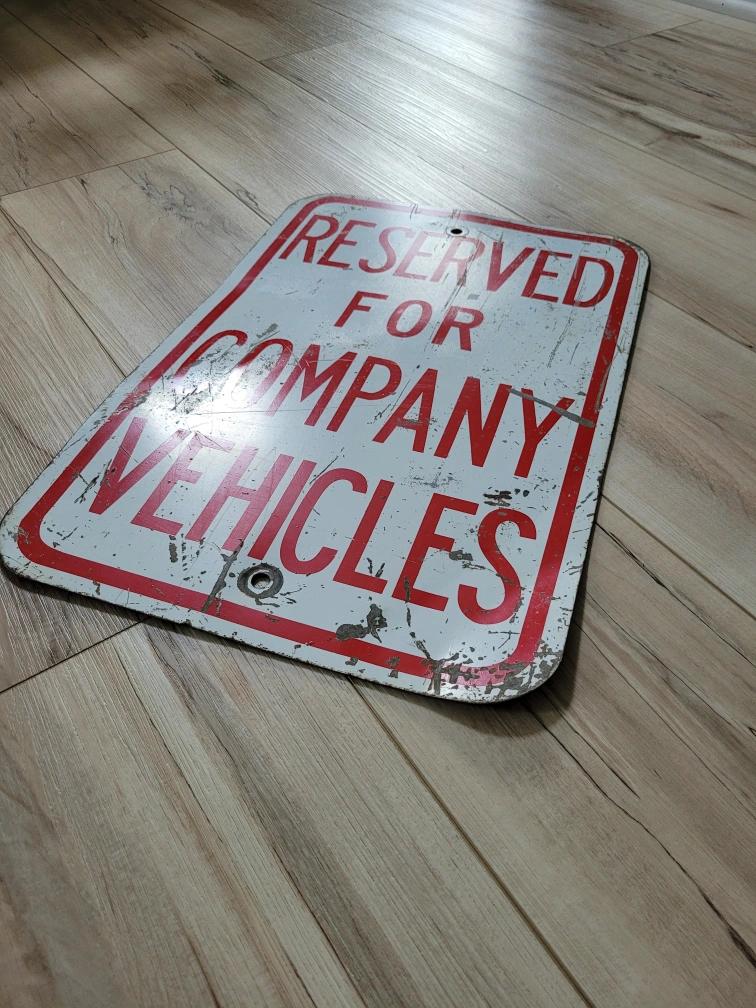 RESERVED
FOR
COMPANY
VEHICLES